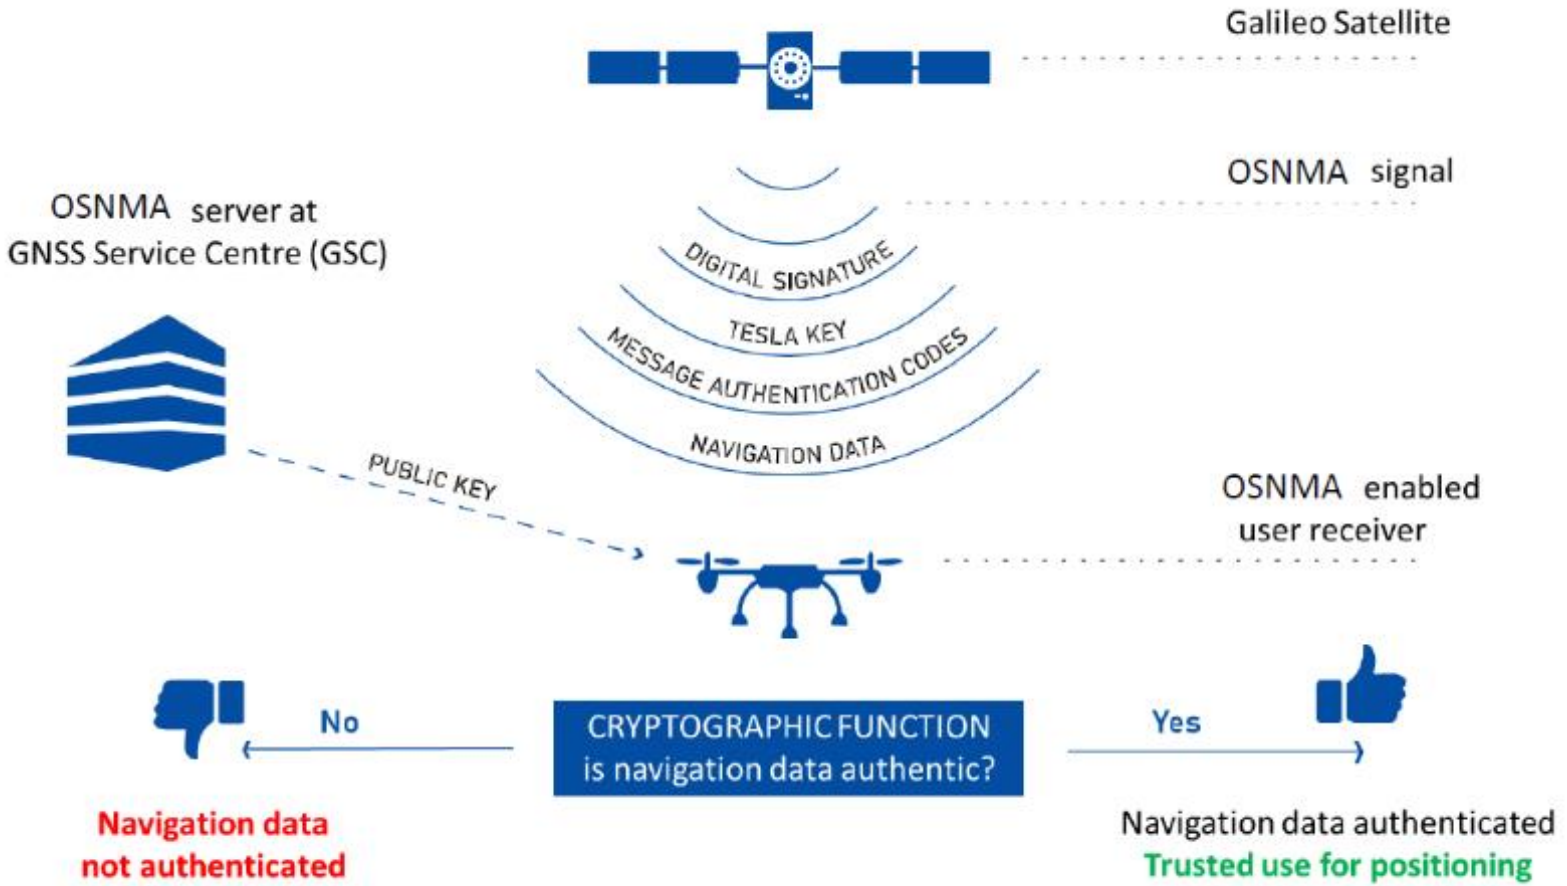 Galileo Satellite
OSNMA signal
OSNMA server at
GNSS Service Centre (GSC)
DIGITAL SIGNATURE
TESLA KEY
MESSAGE AUTHENTICATION CODES
NAVIGATION DATA
PUBLIC KEY
OSNMA enabled
user receiver
No
CRYPTOGRAPHIC FUNCTION
is navigation data authentic?
Yes
Navigation data
not authenticated
Navigation data authenticated
Trusted use for positioning